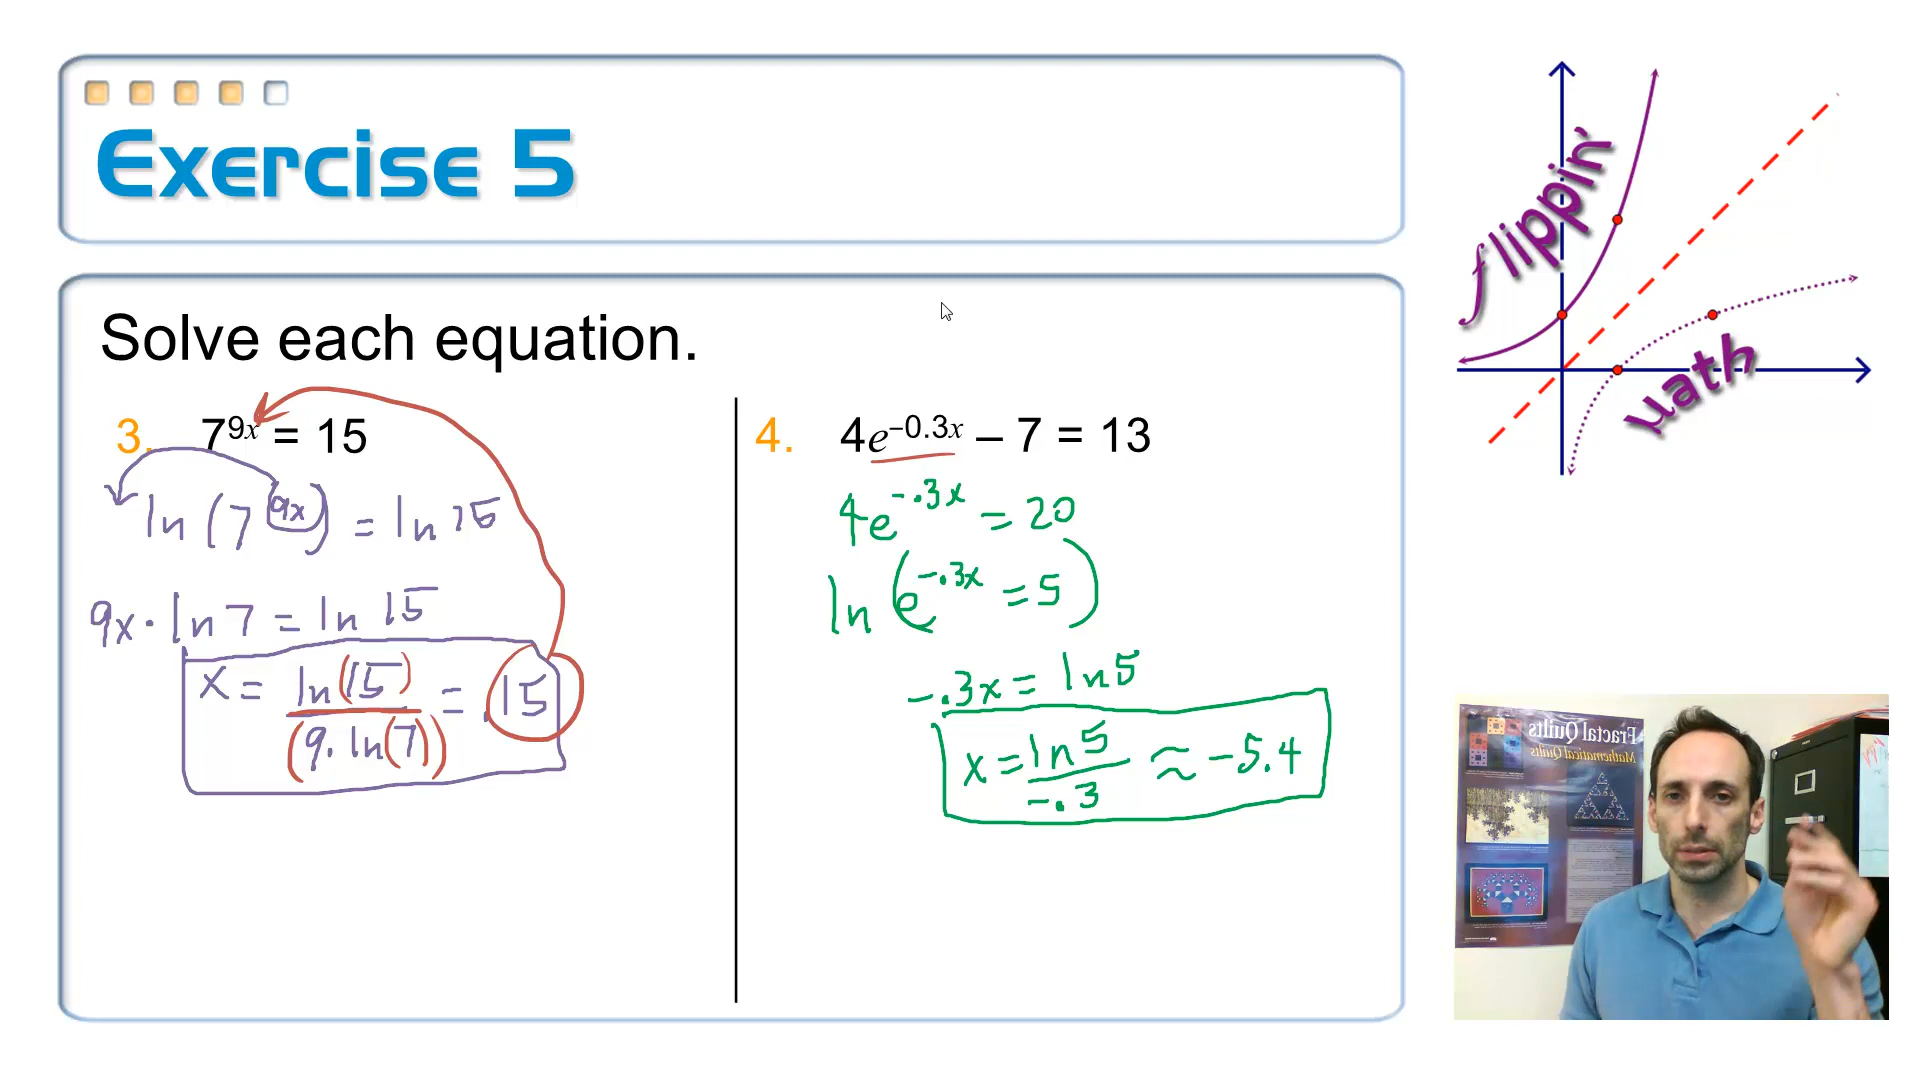 Exercise 5
Solve each equation.
3. 7^9x = 15
ln (7^9x) = ln 15
9x · ln 7 = ln 15
x = ln(15) / (9 · ln(7)) = .15
4. 4e^−0.3x – 7 = 13
4e^-.3x = 20
ln (e^-.3x = 5)
-.3x = ln 5
x = ln 5 / -.3 ≈ -5.4
flippin'
math
Fractal Quilts
Mathematical Quilts